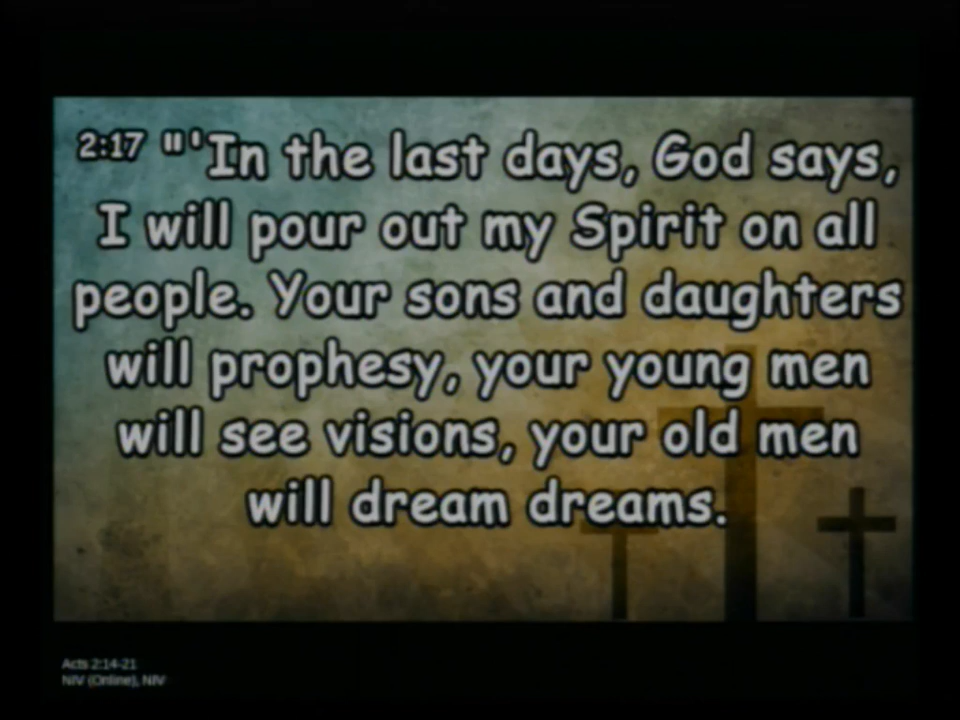 2:17 "'In the last days, God says,
I will pour out my Spirit on all
people. Your sons and daughters
will prophesy, your young men
will see visions, your old men
will dream dreams.
Acts 2:14-21
NIV (Online), NIV